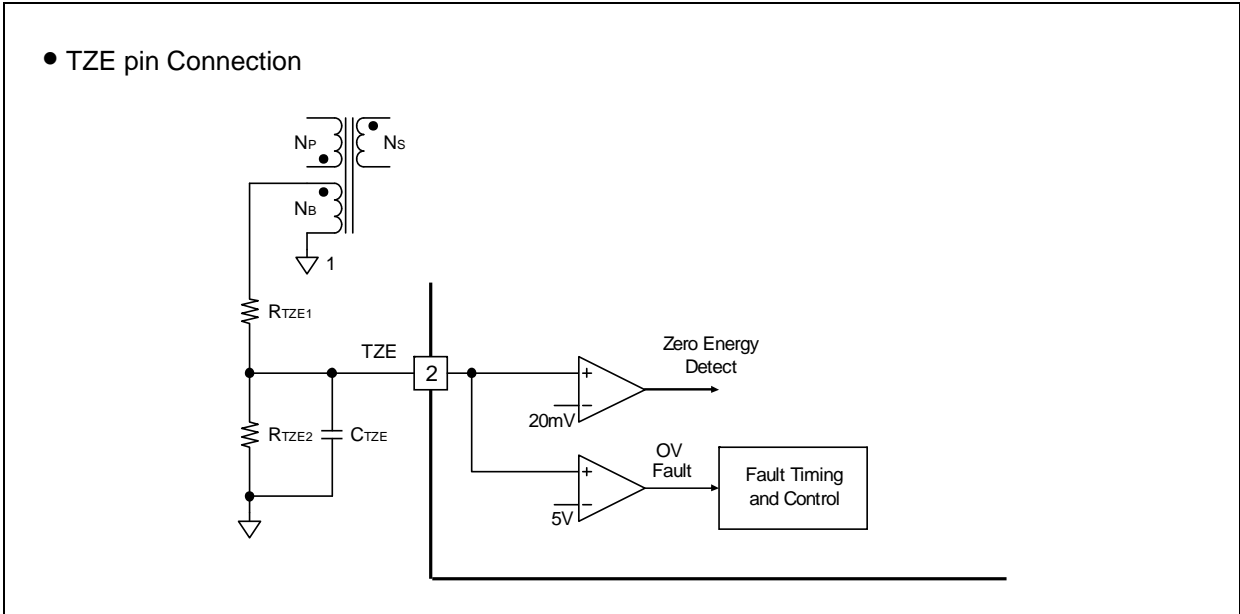 ● TZE pin Connection
NP
NS
NB
1
RTZE1
TZE
2
+
−
20mV
Zero Energy
Detect
RTZE2
CTZE
+
−
5V
OV
Fault
Fault Timing
and Control